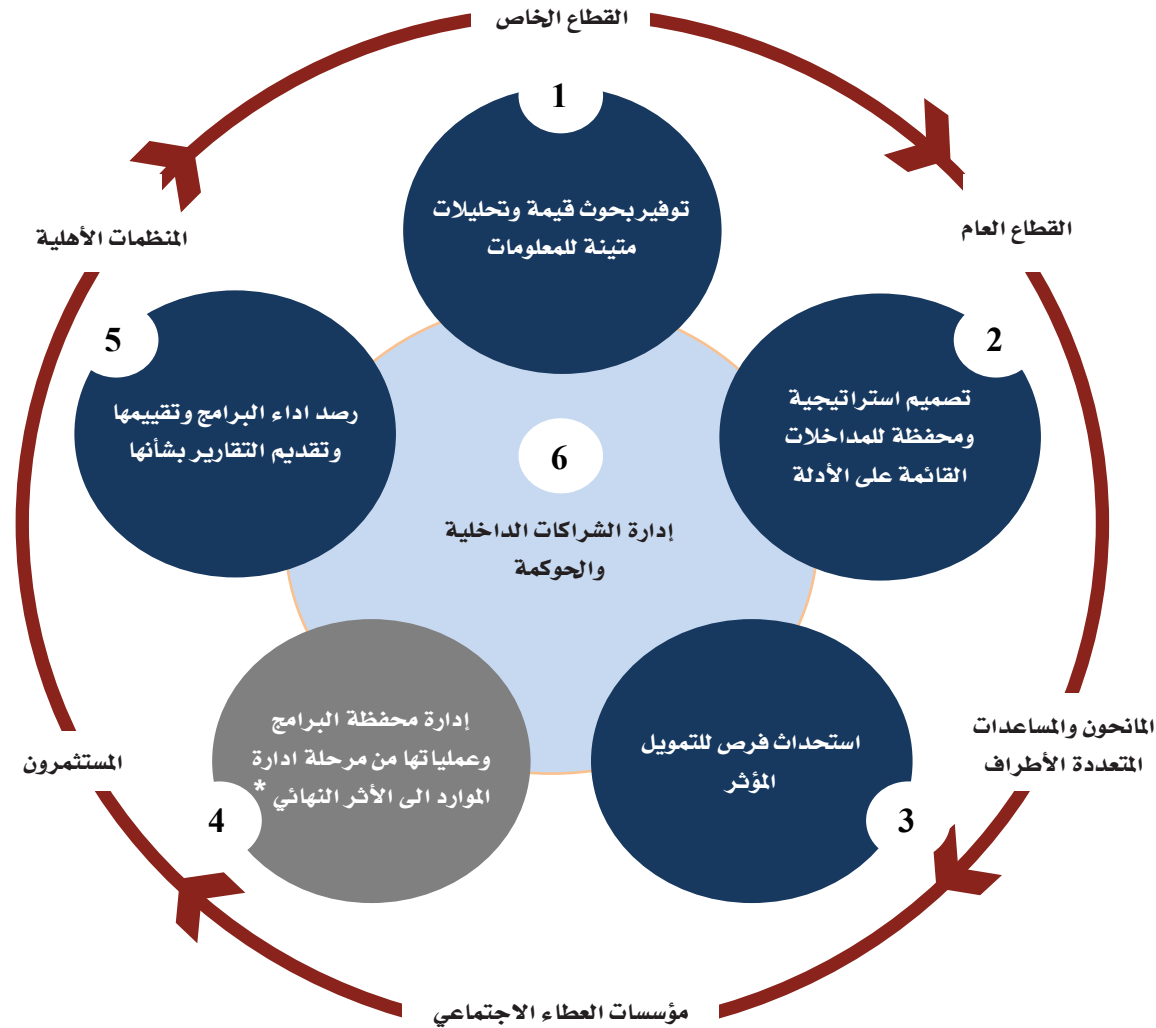 القطاع الخاص
1
توفير بحوث قيمة وتحليلات
متينة للمعلومات
القطاع العام
2
تصميم استراتيجية
ومحفظة للمداخلات
القائمة على الأدلة
المانحون والمساعدات
المتعددة الأطراف
3
استحداث فرص للتمويل
المؤثر
مؤسسات العطاء الاجتماعي
4
إدارة محفظة البرامج
وعملياتها من مرحلة ادارة
الموارد الى الأثر النهائي *
المستثمرون
5
رصد اداء البرامج وتقييمها
وتقديم التقارير بشأنها
المنظمات الأهلية
6
إدارة الشراكات الداخلية
والحوكمة